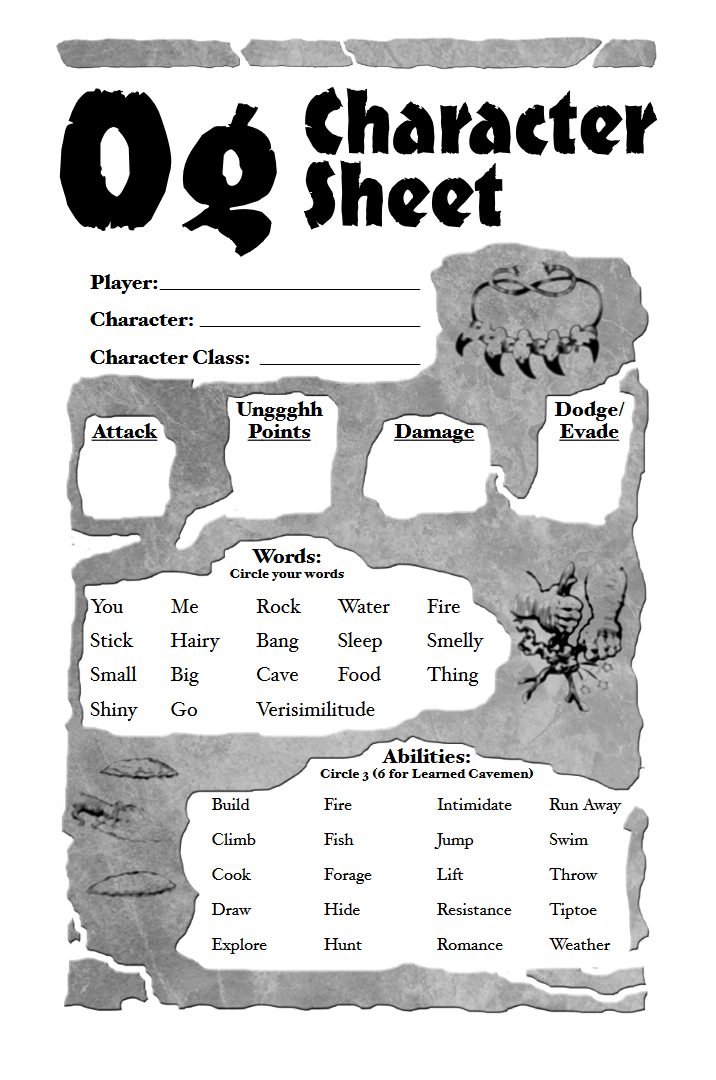 Og Character
Sheet
Player:
Character:
Character Class:
Attack
Unggghh
Points
Damage
Dodge/
Evade
Words:
Circle your words
You Me Rock Water Fire
Stick Hairy Bang Sleep Smelly
Small Big Cave Food Thing
Shiny Go Verisimilitude
Abilities:
Circle 3 (6 for Learned Cavemen)
Build Fire Intimidate Run Away
Climb Fish Jump Swim
Cook Forage Lift Throw
Draw Hide Resistance Tiptoe
Explore Hunt Romance Weather